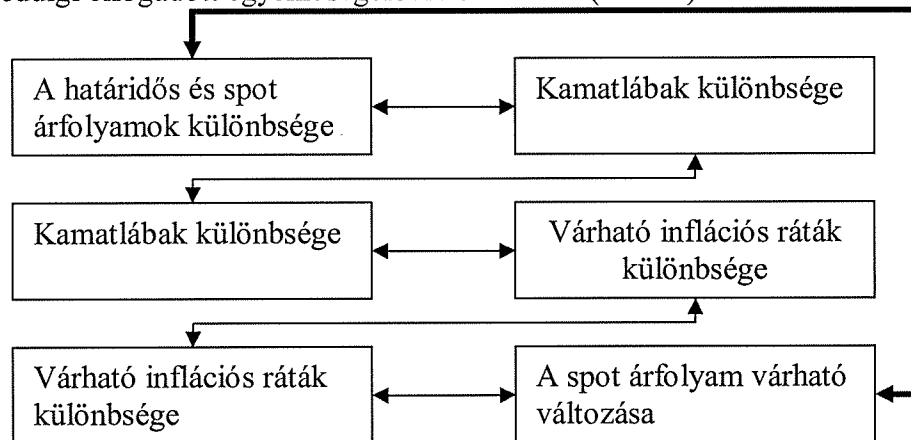 A határidős és spot
árfolyamok különbsége
Kamatlábak különbsége
Kamatlábak különbsége
Várható inflációs ráták
különbsége
Várható inflációs ráták
különbsége
A spot árfolyam várható
változása